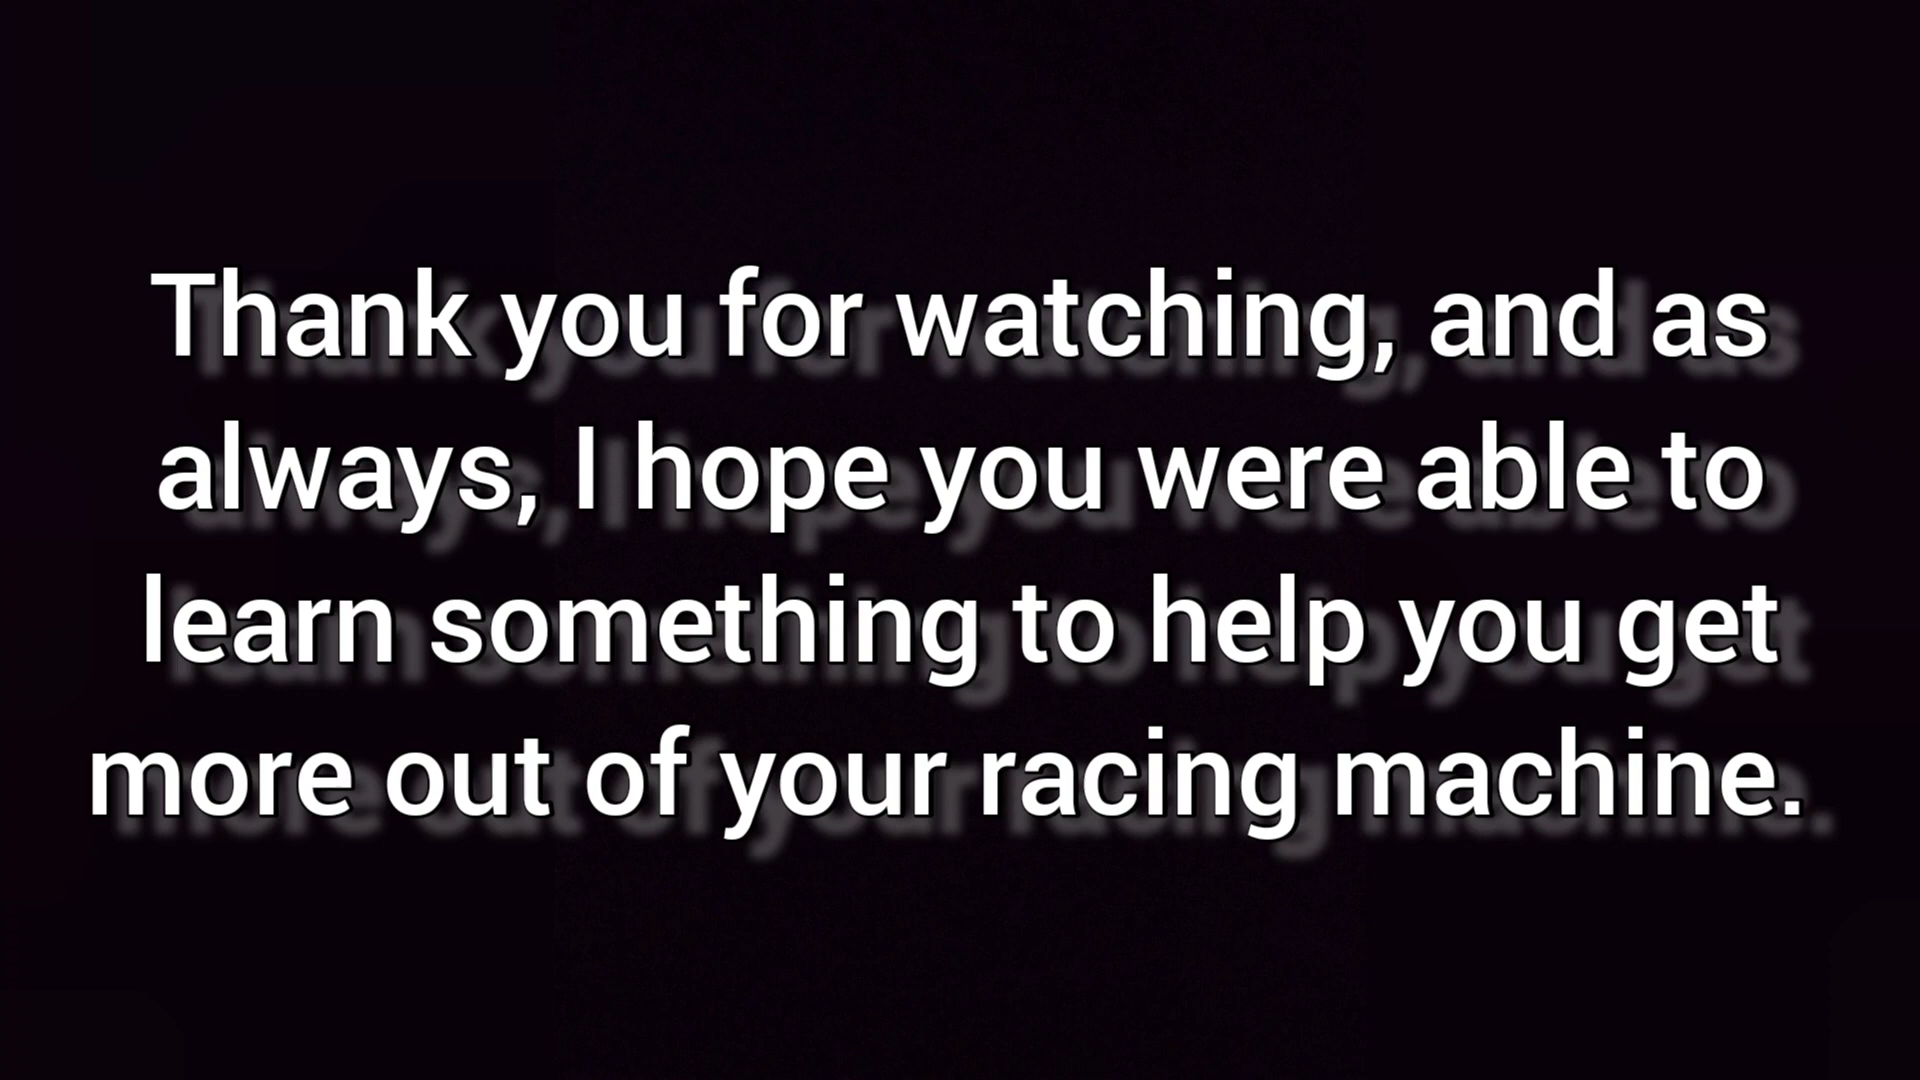 Thank you for watching, and as
always, I hope you were able to
learn something to help you get
more out of your racing machine.